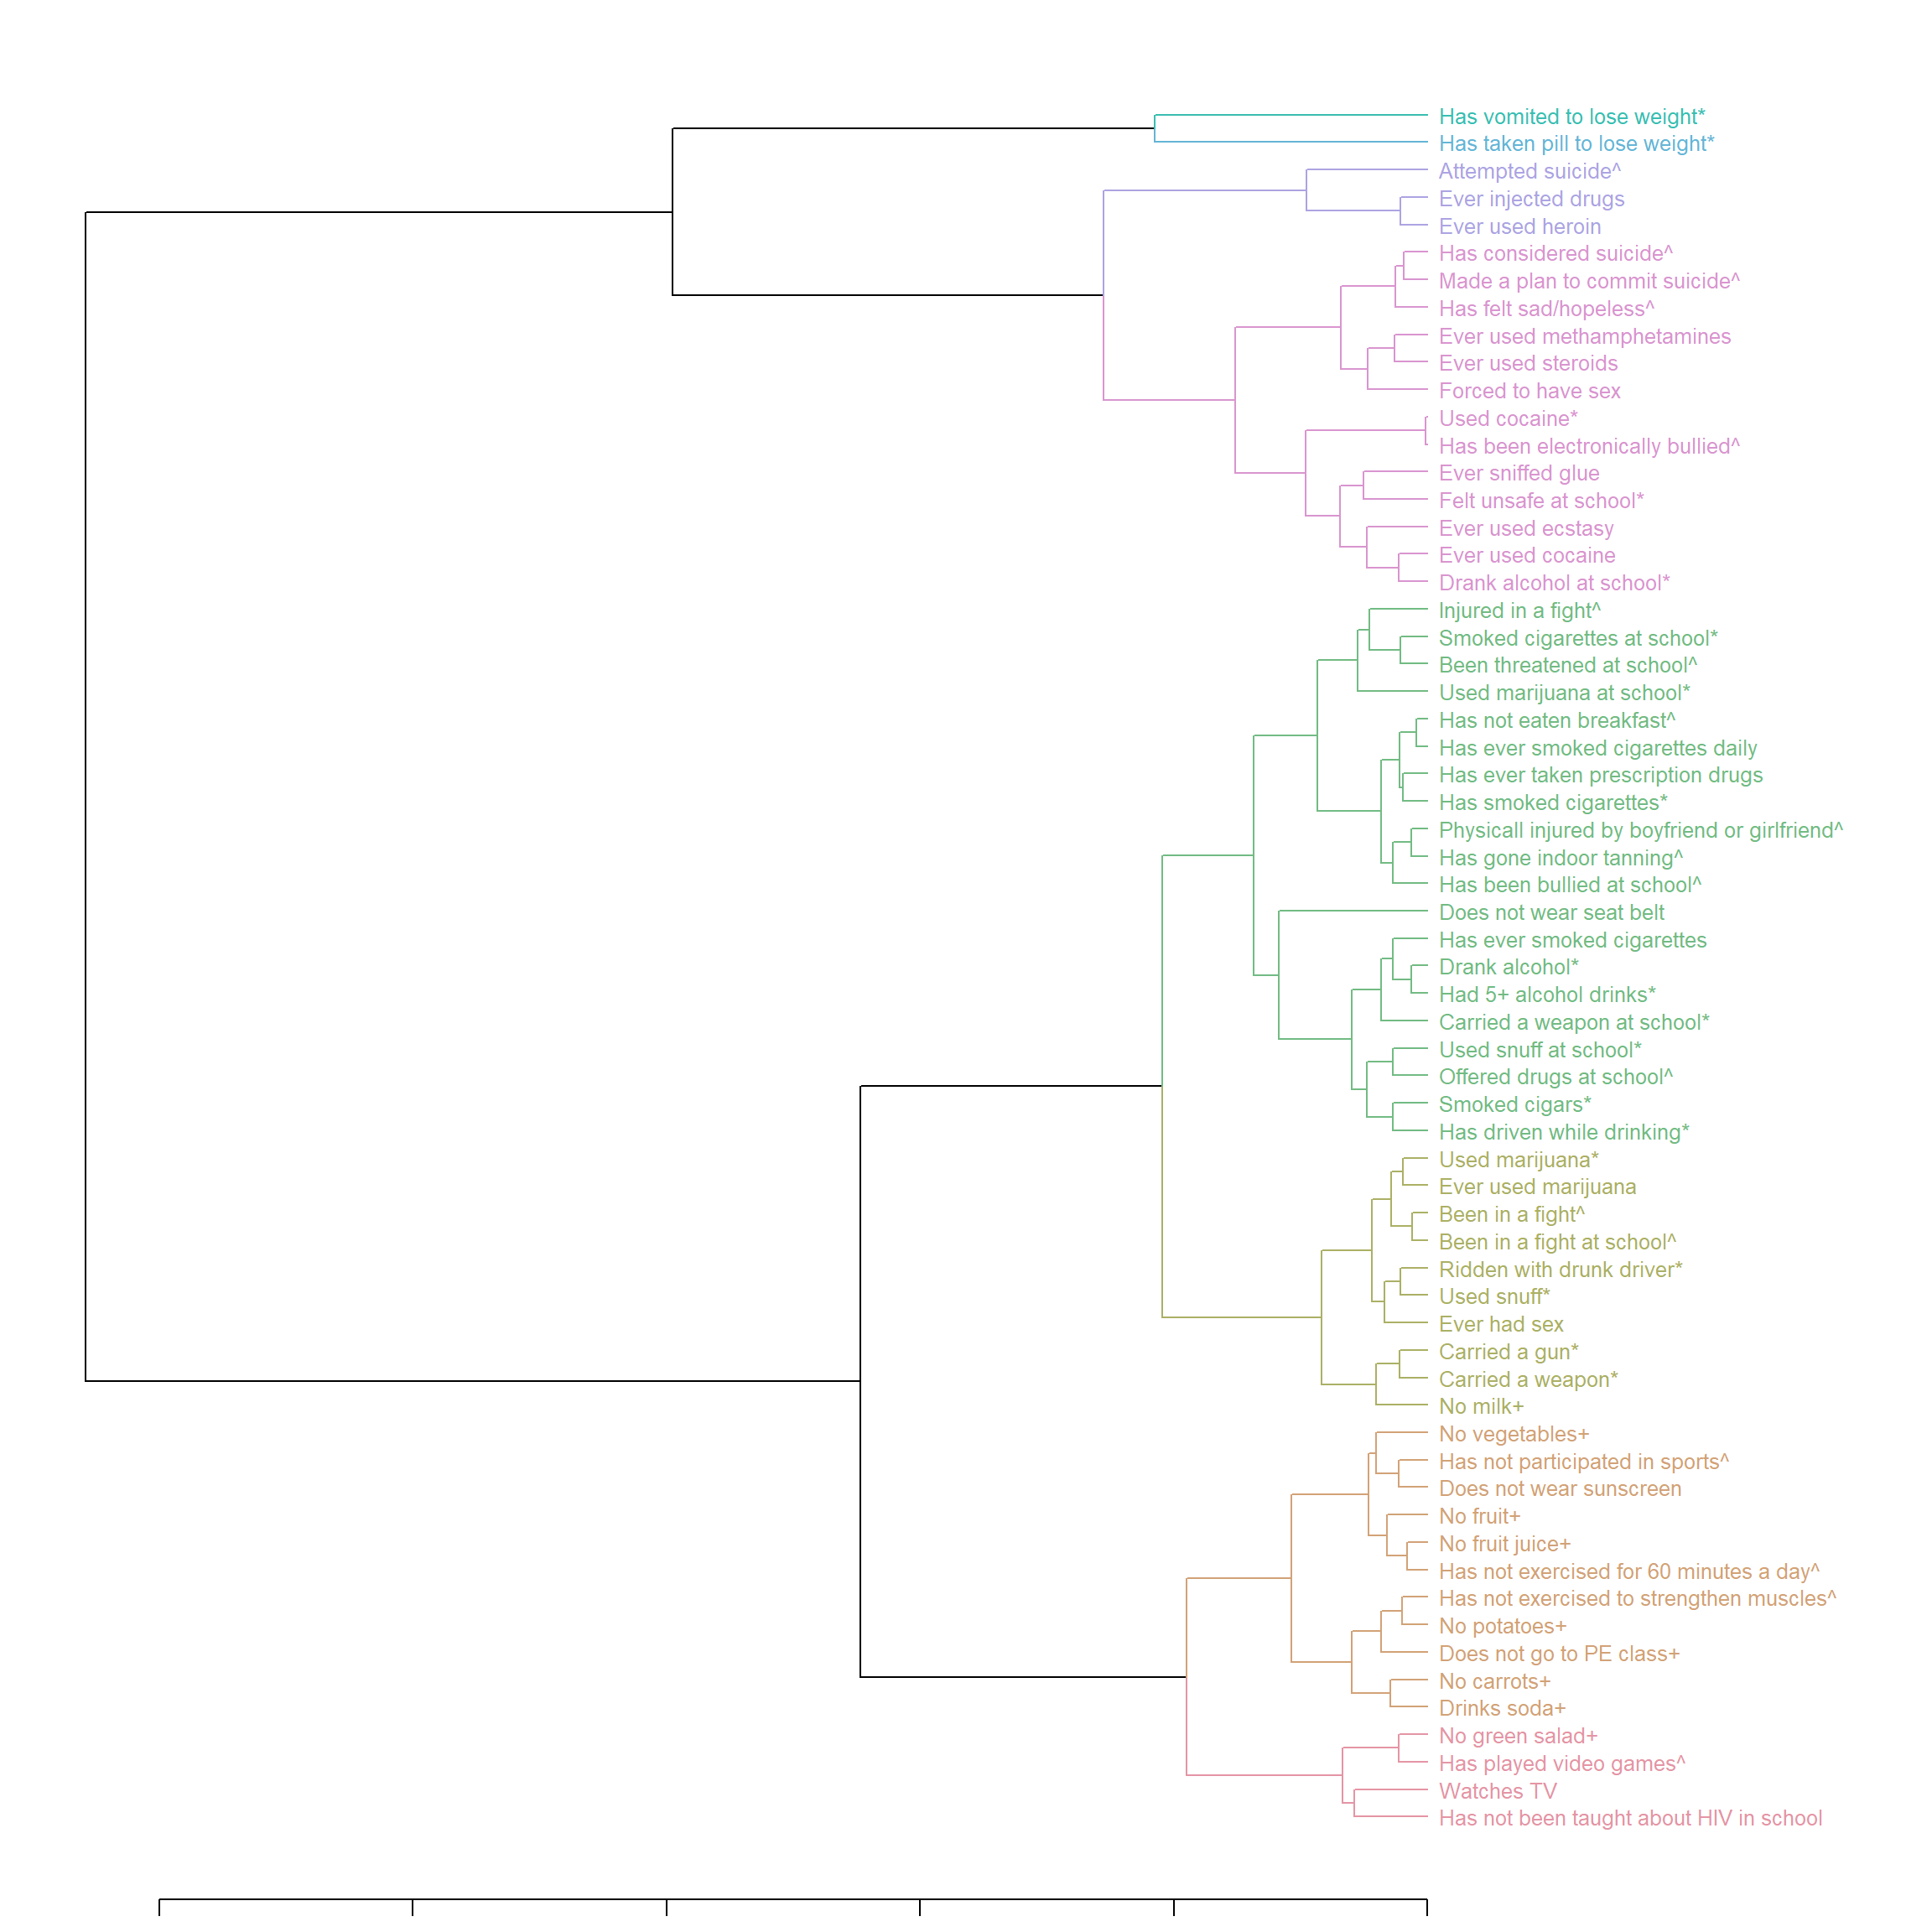 Has vomited to lose weight*
Has taken pill to lose weight*
Attempted suicide^
Ever injected drugs
Ever used heroin
Has considered suicide^
Made a plan to commit suicide^
Has felt sad/hopeless^
Ever used methamphetamines
Ever used steroids
Forced to have sex
Used cocaine*
Has been electronically bullied^
Ever sniffed glue
Felt unsafe at school*
Ever used ecstasy
Ever used cocaine
Drank alcohol at school*
Injured in a fight^
Smoked cigarettes at school*
Been threatened at school^
Used marijuana at school*
Has not eaten breakfast^
Has ever smoked cigarettes daily
Has ever taken prescription drugs
Has smoked cigarettes*
Physicall injured by boyfriend or girlfriend^
Has gone indoor tanning^
Has been bullied at school^
Does not wear seat belt
Has ever smoked cigarettes
Drank alcohol*
Had 5+ alcohol drinks*
Carried a weapon at school*
Used snuff at school*
Offered drugs at school^
Smoked cigars*
Has driven while drinking*
Used marijuana*
Ever used marijuana
Been in a fight^
Been in a fight at school^
Ridden with drunk driver*
Used snuff*
Ever had sex
Carried a gun*
Carried a weapon*
No milk+
No vegetables+
Has not participated in sports^
Does not wear sunscreen
No fruit+
No fruit juice+
Has not exercised for 60 minutes a day^
Has not exercised to strengthen muscles^
No potatoes+
Does not go to PE class+
No carrots+
Drinks soda+
No green salad+
Has played video games^
Watches TV
Has not been taught about HIV in school